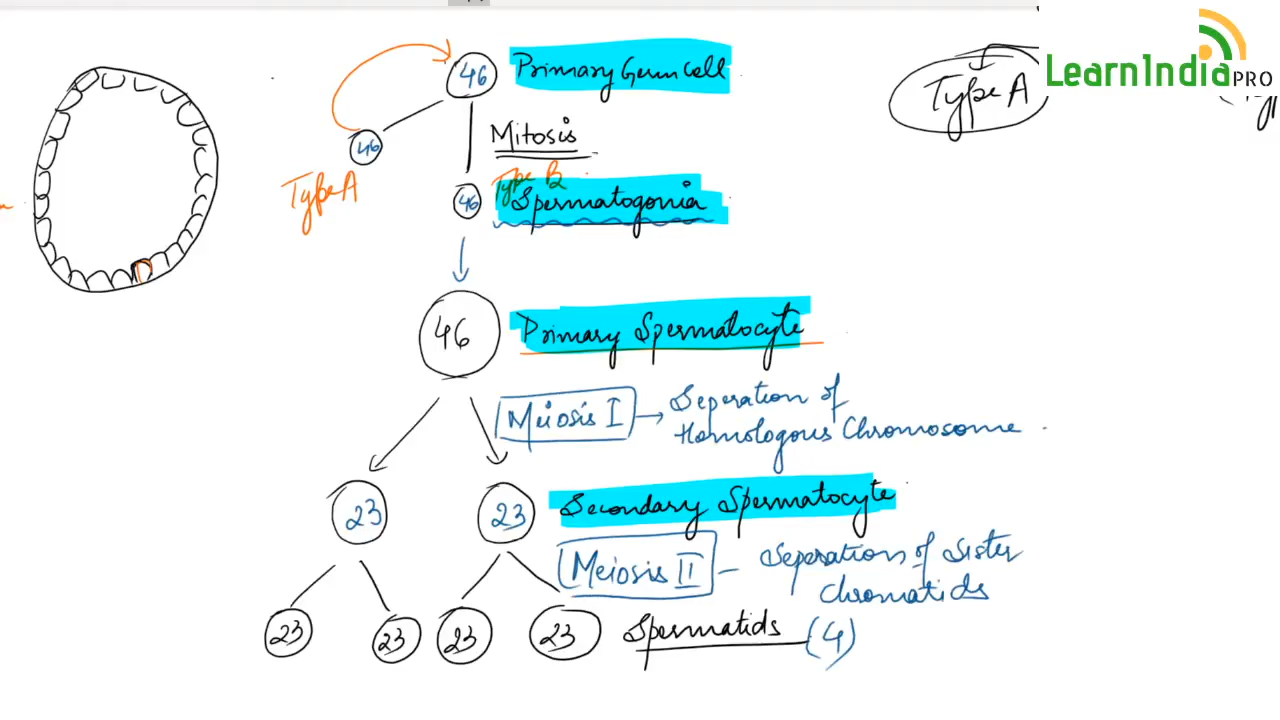 46 Primary Germ Cell
Type A
LearnIndia PRO
46
Mitosis
Type A
Type B
46 Spermatogonia
46 Primary Spermatocyte
Meiosis I → Seperation of
Homologous Chromosome
23 23 Secondary Spermatocyte
Meiosis II – Seperation of Sister
Chromatids
23 23 23 23 Spermatids (4)